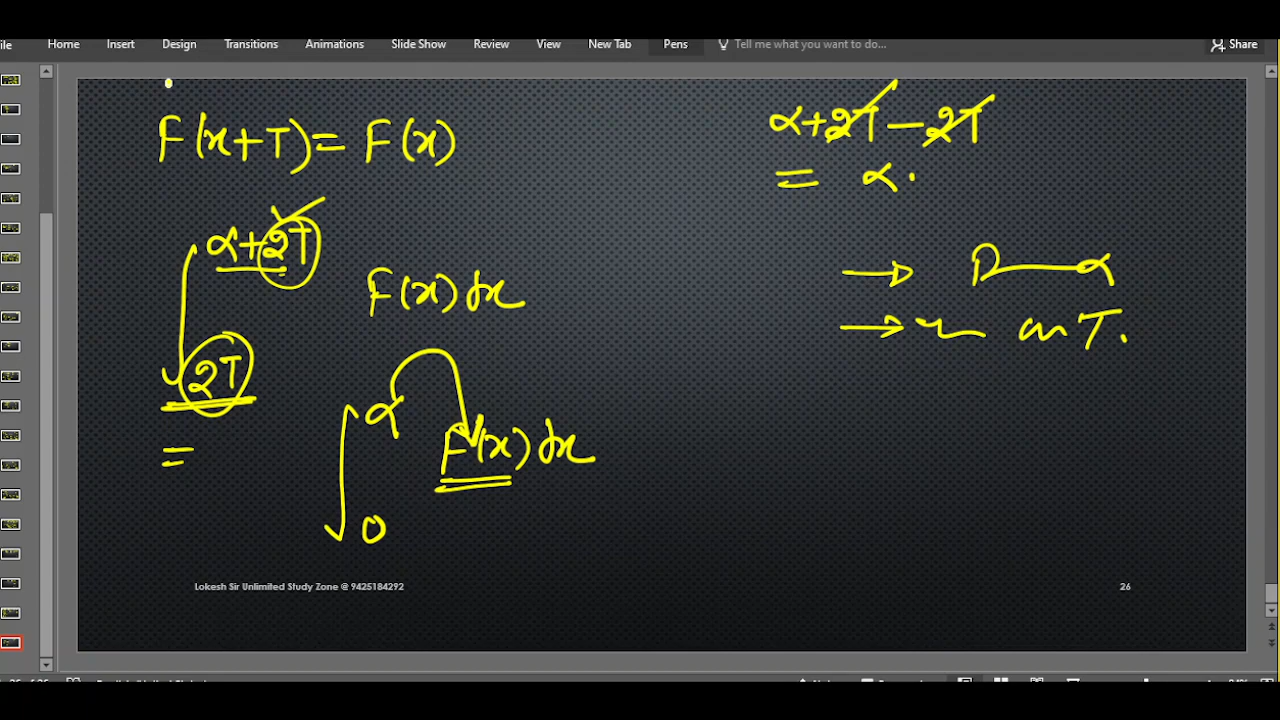 ile Home Insert Design Transitions Animations Slide Show Review View New Tab Pens Tell me what you want to do... Share
F(x+T)= F(x)
α+2T
∫ F(x)dx
2T
=
α
∫ F(x)dx
0
α+2T-2T
= α.
→ α
→ T.
Lokesh Sir Unlimited Study Zone @ 9425184292
26